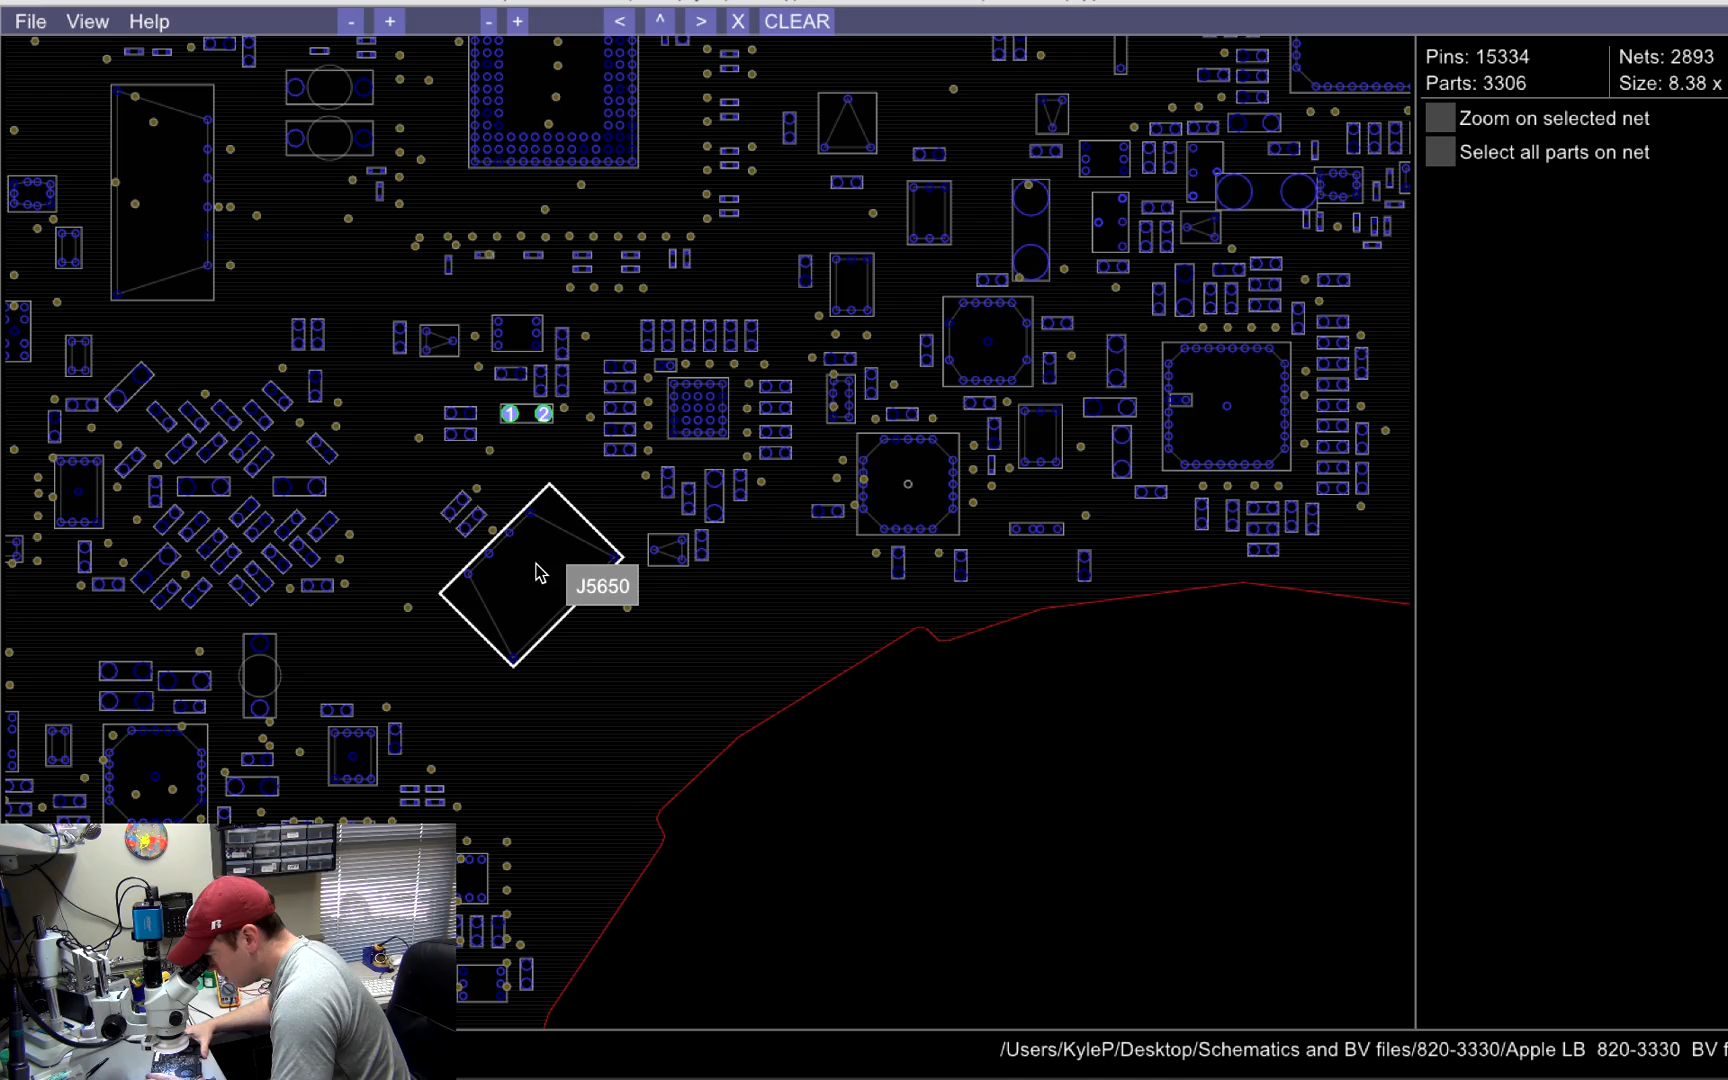 File View Help - + - + < ^ > X CLEAR
Pins: 15334 Nets: 2893
Parts: 3306 Size: 8.38 x
Zoom on selected net
Select all parts on net
1 2
J5650
/Users/KyleP/Desktop/Schematics and BV files/820-3330/Apple LB 820-3330 BV f